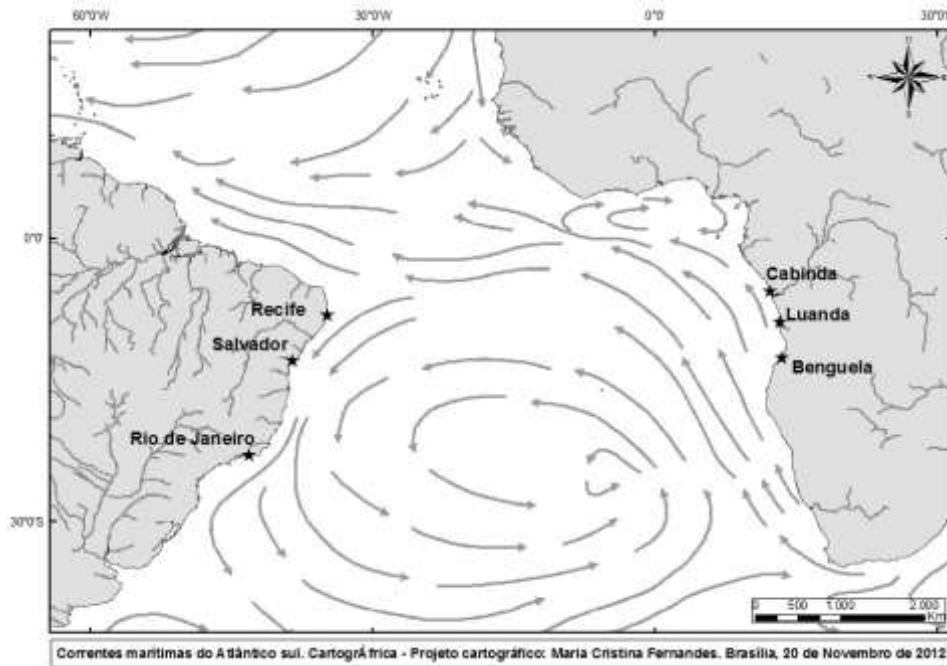 60°0'W 30°0'W 0°0' 30°0
0°0'
Cabinda
Recife
Luanda
Salvador
Benguela
Rio de Janeiro
30°0'S
0 500 1.000 2.000
Km
Correntes marítimas do Atlântico sul. CartogrÁfrica - Projeto cartográfico: Maria Cristina Fernandes. Brasília, 20 de Novembro de 2012